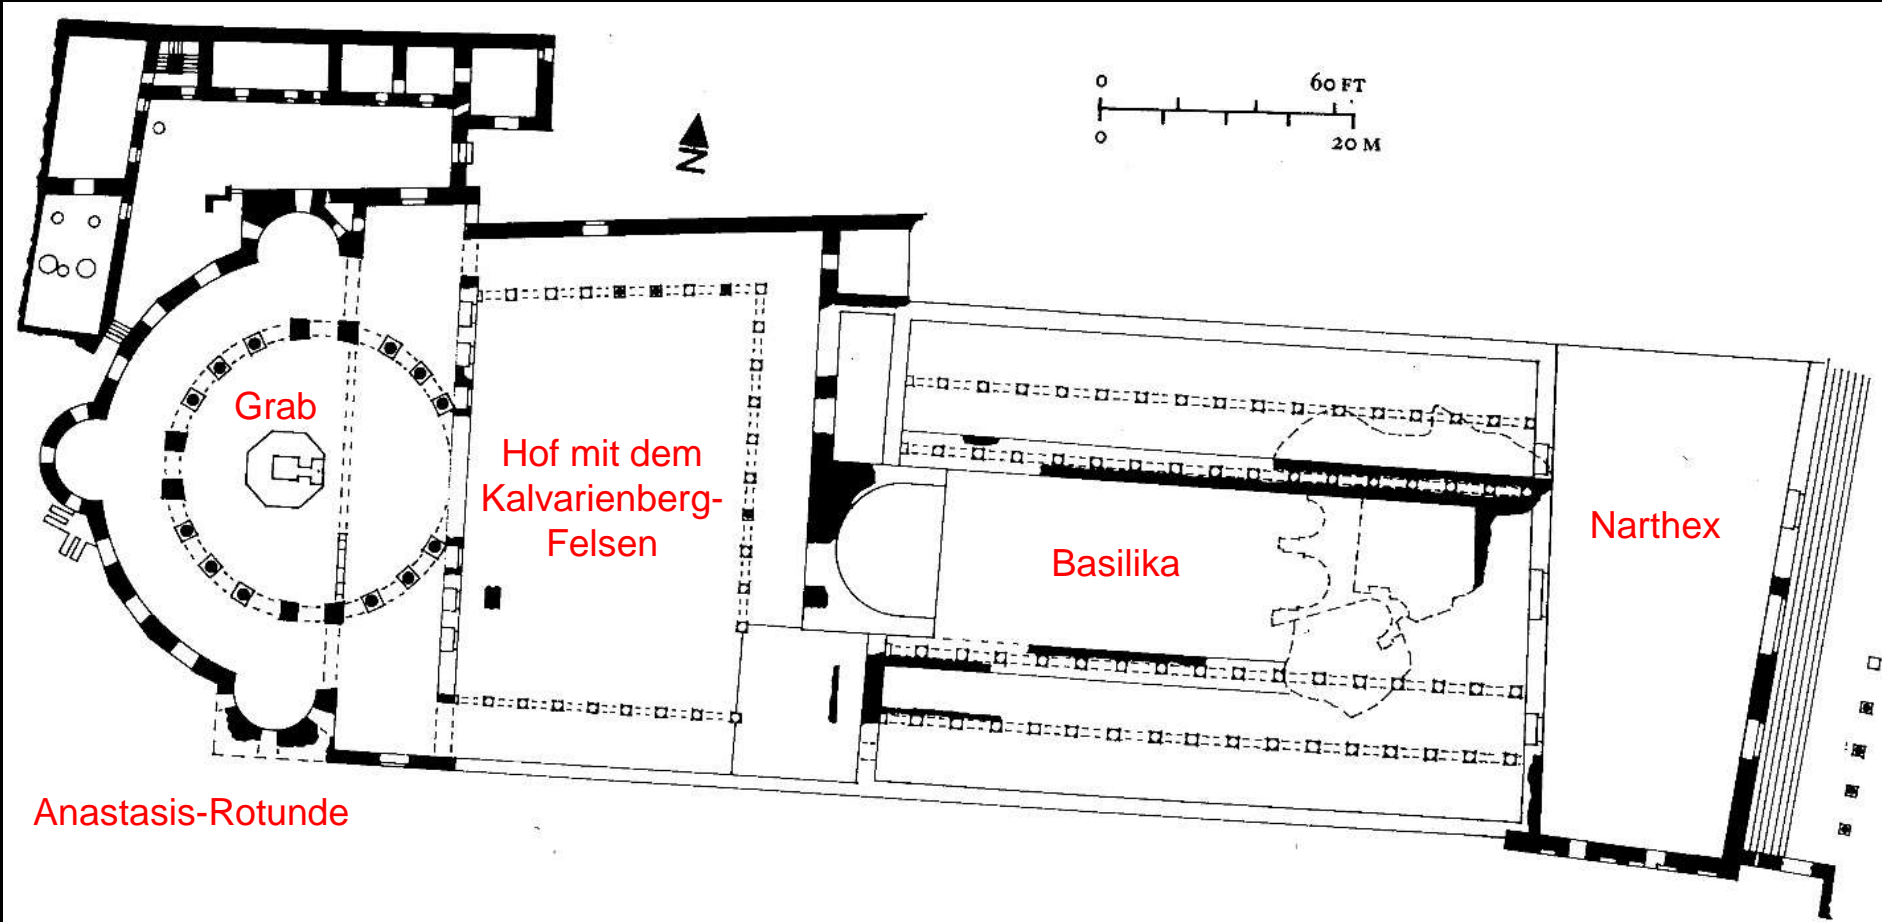 0 60 FT
0 20 M
N
Grab
Hof mit dem
Kalvarienberg-
Felsen
Basilika
Narthex
Anastasis-Rotunde